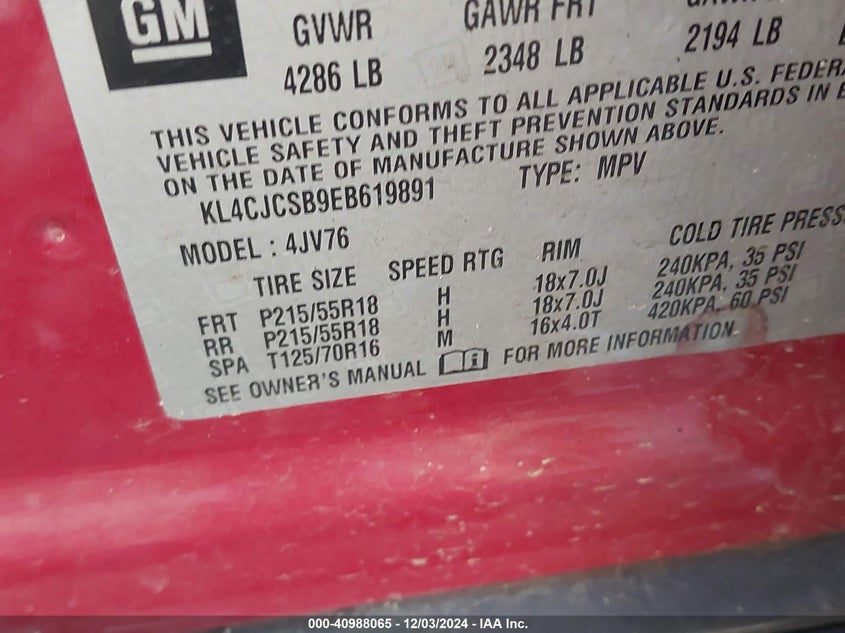 GM
GVWR GAWR FRT
4286 LB 2348 LB 2194 LB
THIS VEHICLE CONFORMS TO ALL APPLICABLE U.S.
VEHICLE SAFETY AND THEFT PREVENTION STANDARDS IN
ON THE DATE OF MANUFACTURE SHOWN ABOVE.
KL4CJCSB9EB619891 TYPE: MPV
MODEL : 4JV76
TIRE SIZE SPEED RTG RIM COLD TIRE
FRT P215/55R18 H 18x7.0J 240KPA, 35 PSI
RR P215/55R18 H 18x7.0J 240KPA, 35 PSI
SPA T125/70R16 M 16x4.0T 420KPA, 60 PSI
SEE OWNER'S MANUAL FOR MORE INFORMATION.
000-40988065 - 12/03/2024 - IAA Inc.